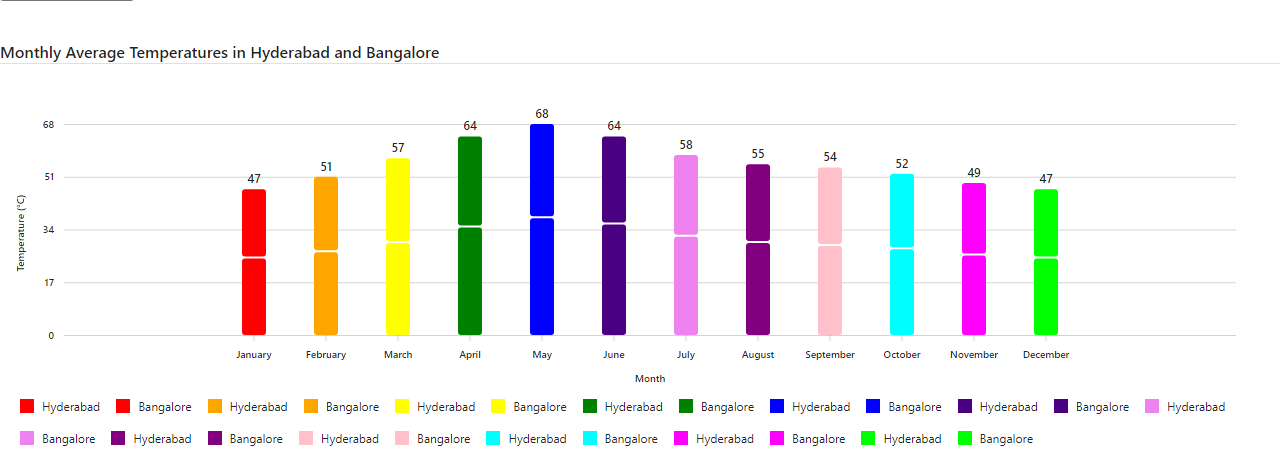 Monthly Average Temperatures in Hyderabad and Bangalore
68
64
64
68
57
58
55
54
51
52
51
49
47
47
34
17
0
Temperature (°C)
January February March April May June July August September October November December
Month
Hyderabad Bangalore Hyderabad Bangalore Hyderabad Bangalore Hyderabad Bangalore Hyderabad Bangalore Hyderabad Bangalore Hyderabad
Bangalore Hyderabad Bangalore Hyderabad Bangalore Hyderabad Bangalore Hyderabad Bangalore Hyderabad Bangalore